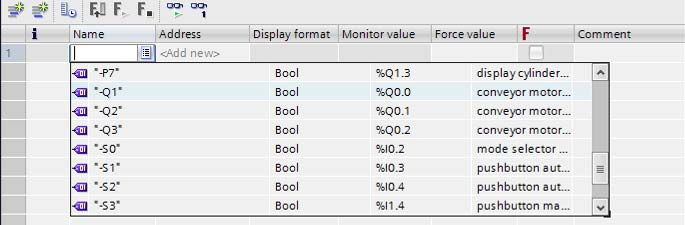 i Name Address Display format Monitor value Force value F Comment
1 <Add new>
"-P7" Bool %Q1.3 display cylinder...
"-Q1" Bool %Q0.0 conveyor motor...
"-Q2" Bool %Q0.1 conveyor motor...
"-Q3" Bool %Q0.2 conveyor motor...
"-S0" Bool %I0.2 mode selector ...
"-S1" Bool %I0.3 pushbutton aut...
"-S2" Bool %I0.4 pushbutton aut...
"-S3" Bool %I1.4 pushbutton ma...